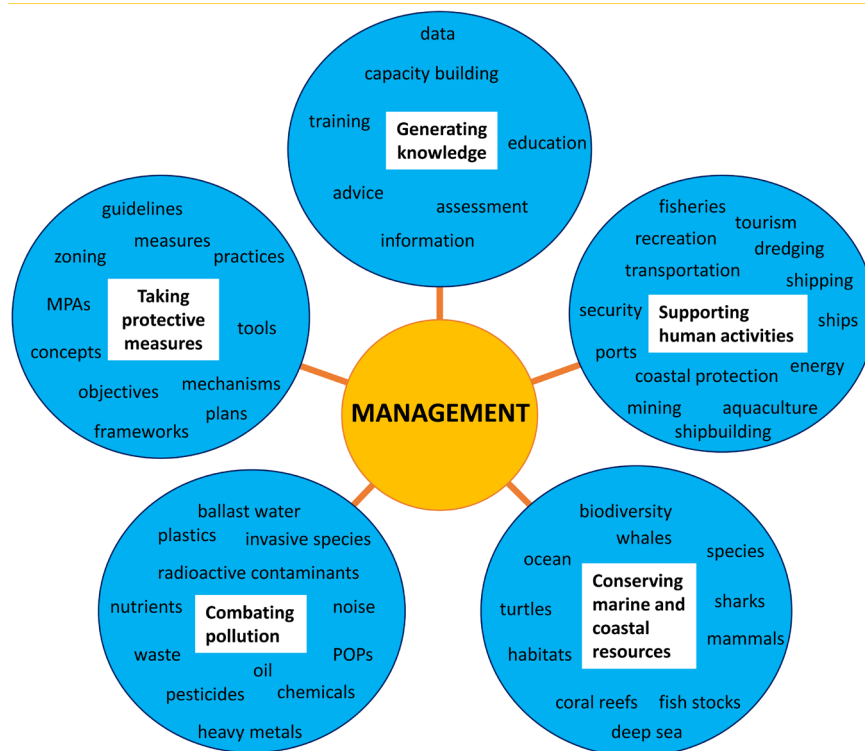 data
capacity building
training
Generating
knowledge
education
advice
assessment
information
guidelines
measures
zoning
practices
MPAs
Taking
protective
measures
tools
concepts
objectives
mechanisms
plans
frameworks
fisheries
tourism
recreation
dredging
transportation
shipping
security
Supporting
human activities
ships
ports
energy
coastal protection
mining
aquaculture
shipbuilding
MANAGEMENT
ballast water
plastics
invasive species
radioactive contaminants
nutrients
Combating
pollution
noise
waste
oil
POPs
pesticides
chemicals
heavy metals
biodiversity
whales
ocean
species
Conserving
marine and
coastal
resources
turtles
sharks
habitats
mammals
coral reefs
fish stocks
deep sea